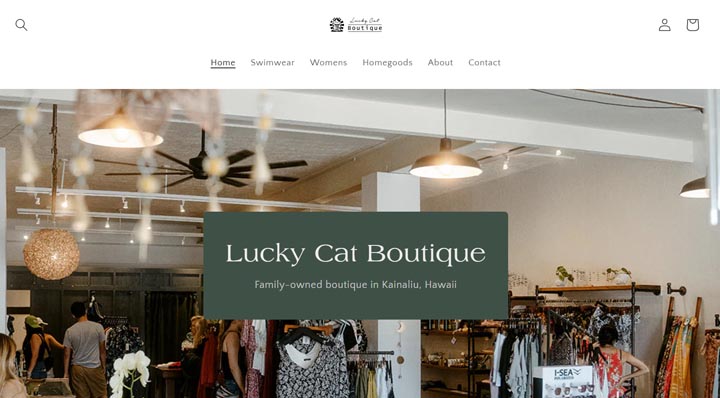 Lucky Cat
Boutique
Home Swimwear Womens Homegoods About Contact
Lucky Cat Boutique
Family-owned boutique in Kainaliu, Hawaii
I-SEA